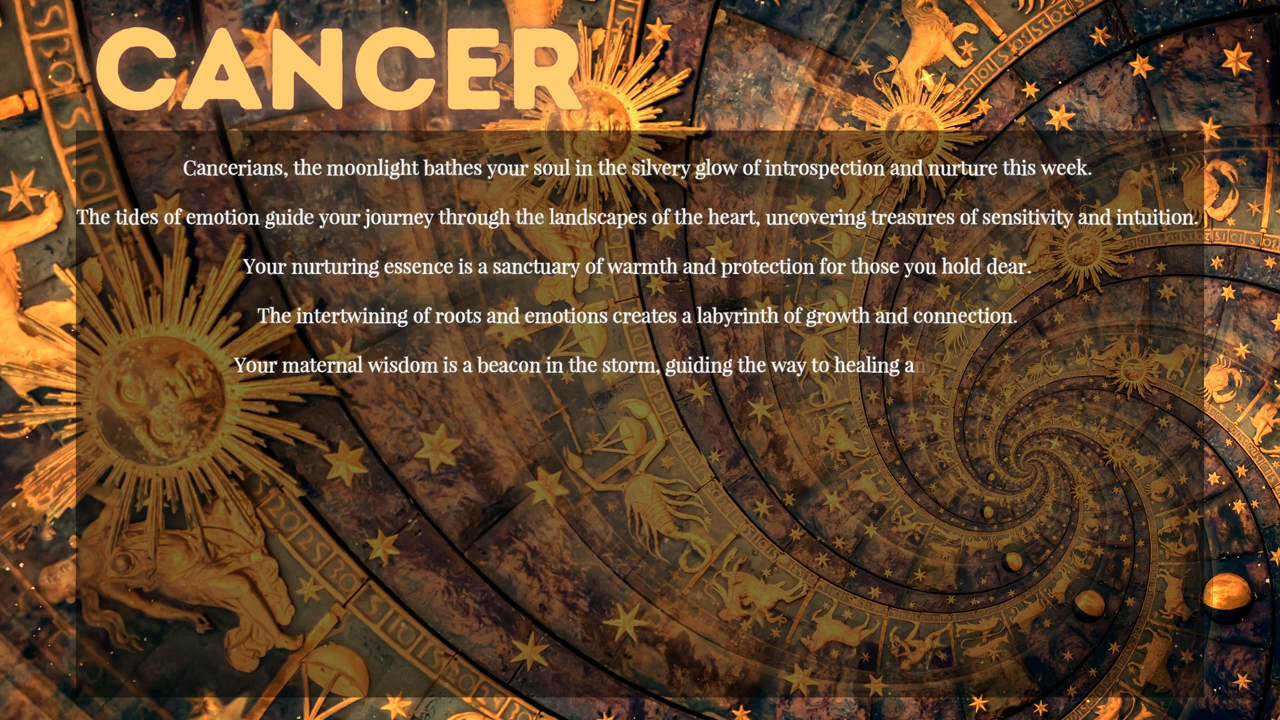 CANCER
Cancerians, the moonlight bathes your soul in the silvery glow of introspection and nurture this week.
The tides of emotion guide your journey through the landscapes of the heart, uncovering treasures of sensitivity and intuition.
Your nurturing essence is a sanctuary of warmth and protection for those you hold dear.
The intertwining of roots and emotions creates a labyrinth of growth and connection.
Your maternal wisdom is a beacon in the storm, guiding the way to healing a